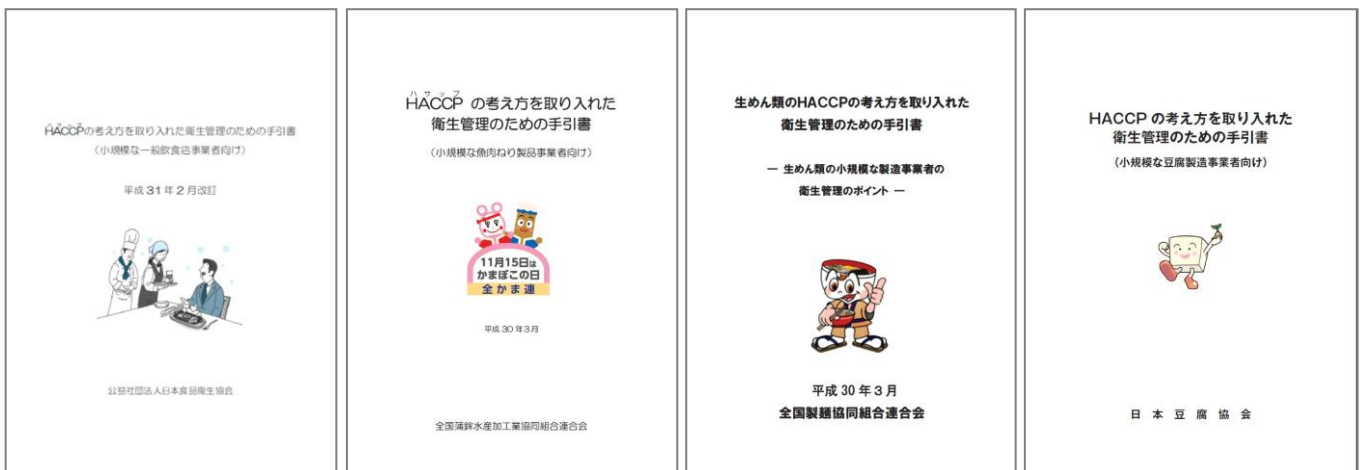 ハサップ
HACCPの考え方を取り入れた衛生管理のための手引書
（小規模な一般飲食店事業者向け）
平成 31 年 2 月改訂
公益社団法人日本食品衛生協会
ハサップ
HACCP の考え方を取り入れた
衛生管理のための手引書
（小規模な魚肉ねり製品事業者向け）
11月15日は
かまぼこの日
全かま連
平成 30 年 3 月
全国蒲鉾水産加工業協同組合連合会
生めん類のHACCPの考え方を取り入れた
衛生管理のための手引書
― 生めん類の小規模な製造事業者の
衛生管理のポイント ―
平成 30 年 3 月
全国製麺協同組合連合会
HACCP の考え方を取り入れた
衛生管理のための手引書
（小規模な豆腐製造事業者向け）
日 本 豆 腐 協 会